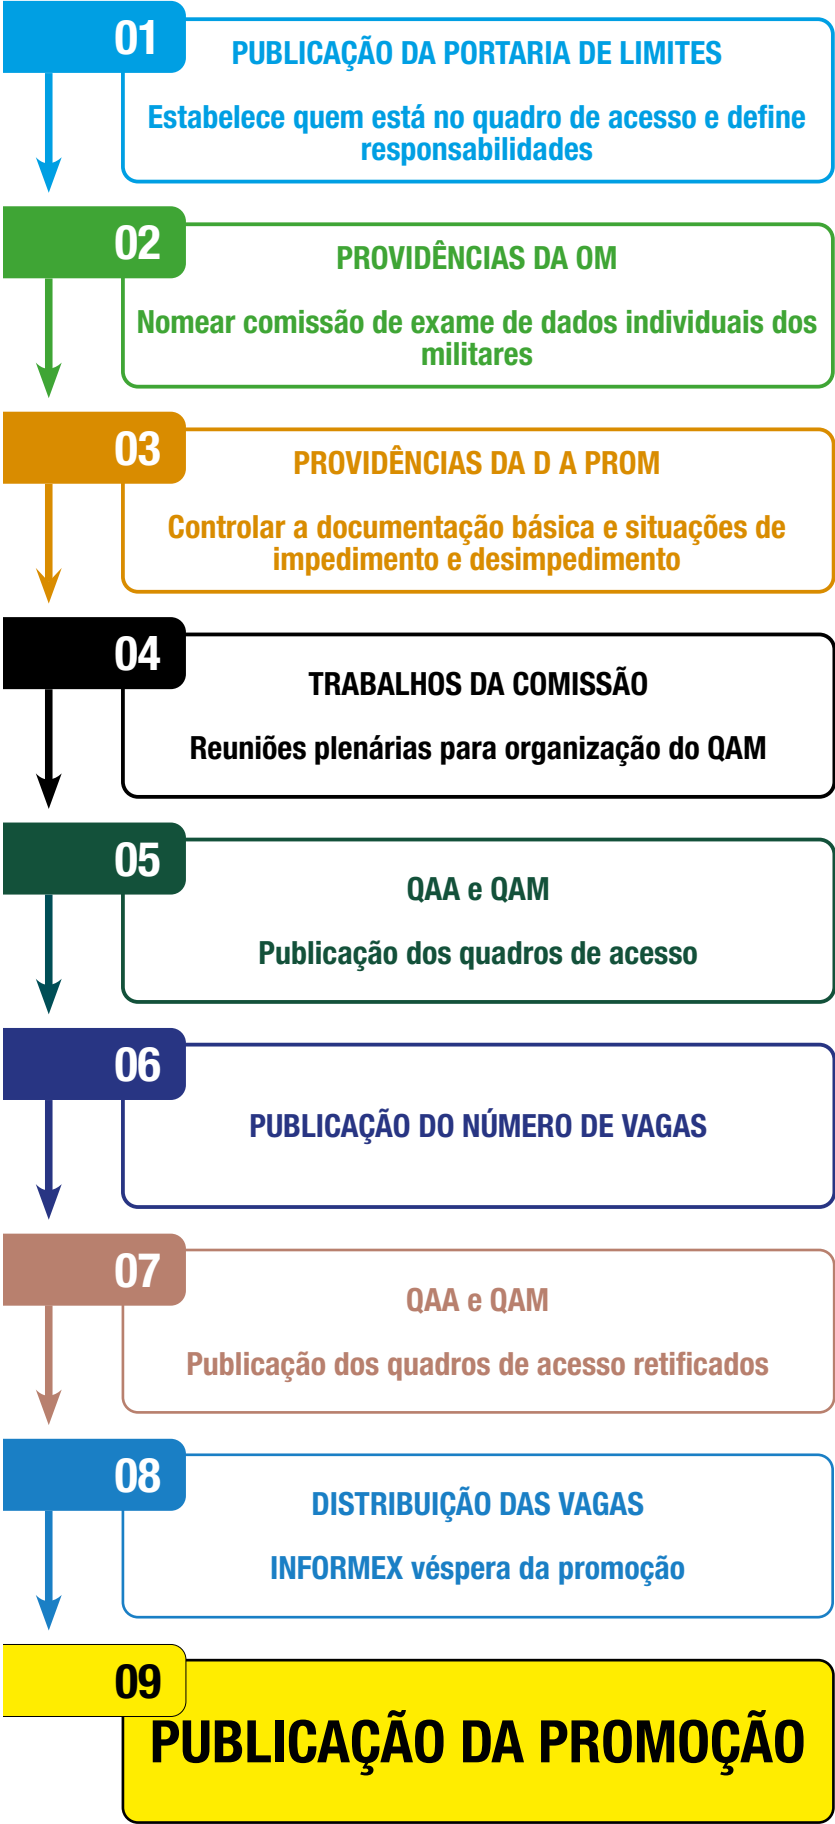 01
PUBLICAÇÃO DA PORTARIA DE LIMITES
Estabelece quem está no quadro de acesso e define
responsabilidades
02
PROVIDÊNCIAS DA OM
Nomear comissão de exame de dados individuais dos
militares
03
PROVIDÊNCIAS DA D A PROM
Controlar a documentação básica e situações de
impedimento e desimpedimento
04
TRABALHOS DA COMISSÃO
Reuniões plenárias para organização do QAM
05
QAA e QAM
Publicação dos quadros de acesso
06
PUBLICAÇÃO DO NÚMERO DE VAGAS
07
QAA e QAM
Publicação dos quadros de acesso retificados
08
DISTRIBUIÇÃO DAS VAGAS
INFORMEX véspera da promoção
09
PUBLICAÇÃO DA PROMOÇÃO